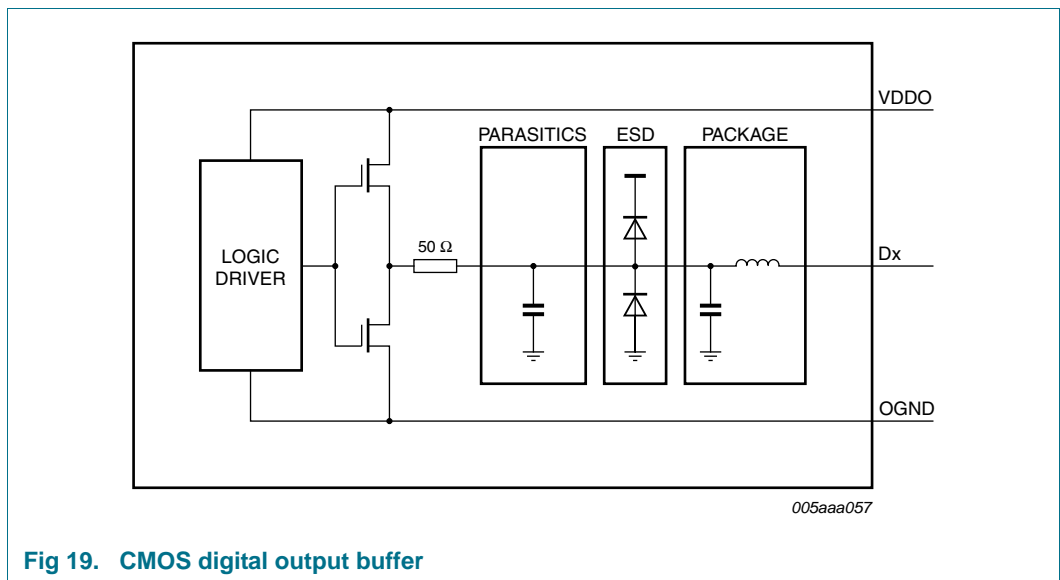 VDDO
PARASITICS ESD PACKAGE
50 Ω
LOGIC
DRIVER
Dx
OGND
005aaa057
Fig 19. CMOS digital output buffer